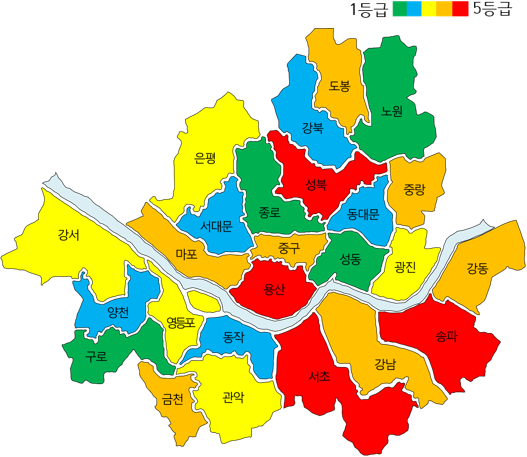 1등급 5등급
도봉
노원
강북
은평
성북
중랑
종로
동대문
서대문
강서
중구
성동
마포
광진
강동
용산
양천
영등포
동작
송파
구로
강남
서초
금천
관악